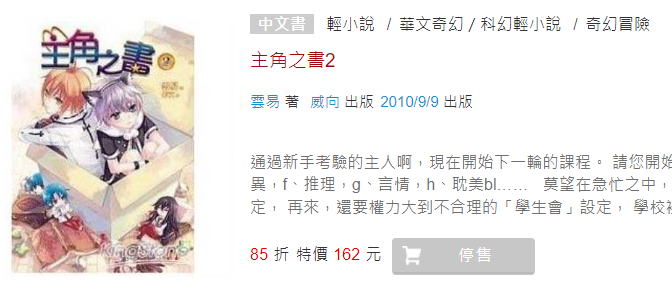 主角之書
2
KingStone
中文書 輕小說 / 華文奇幻/科幻輕小說 / 奇幻冒險
主角之書2
雲易 著 威向 出版 2010/9/9 出版
通過新手考驗的主人啊，現在開始下一輪的課程。 請您開始
異，f、推理，g、言情，h、耽美bl…… 莫望在急忙之中，
定， 再來，還要權力大到不合理的「學生會」設定， 學校
85 折 特價 162 元 停售